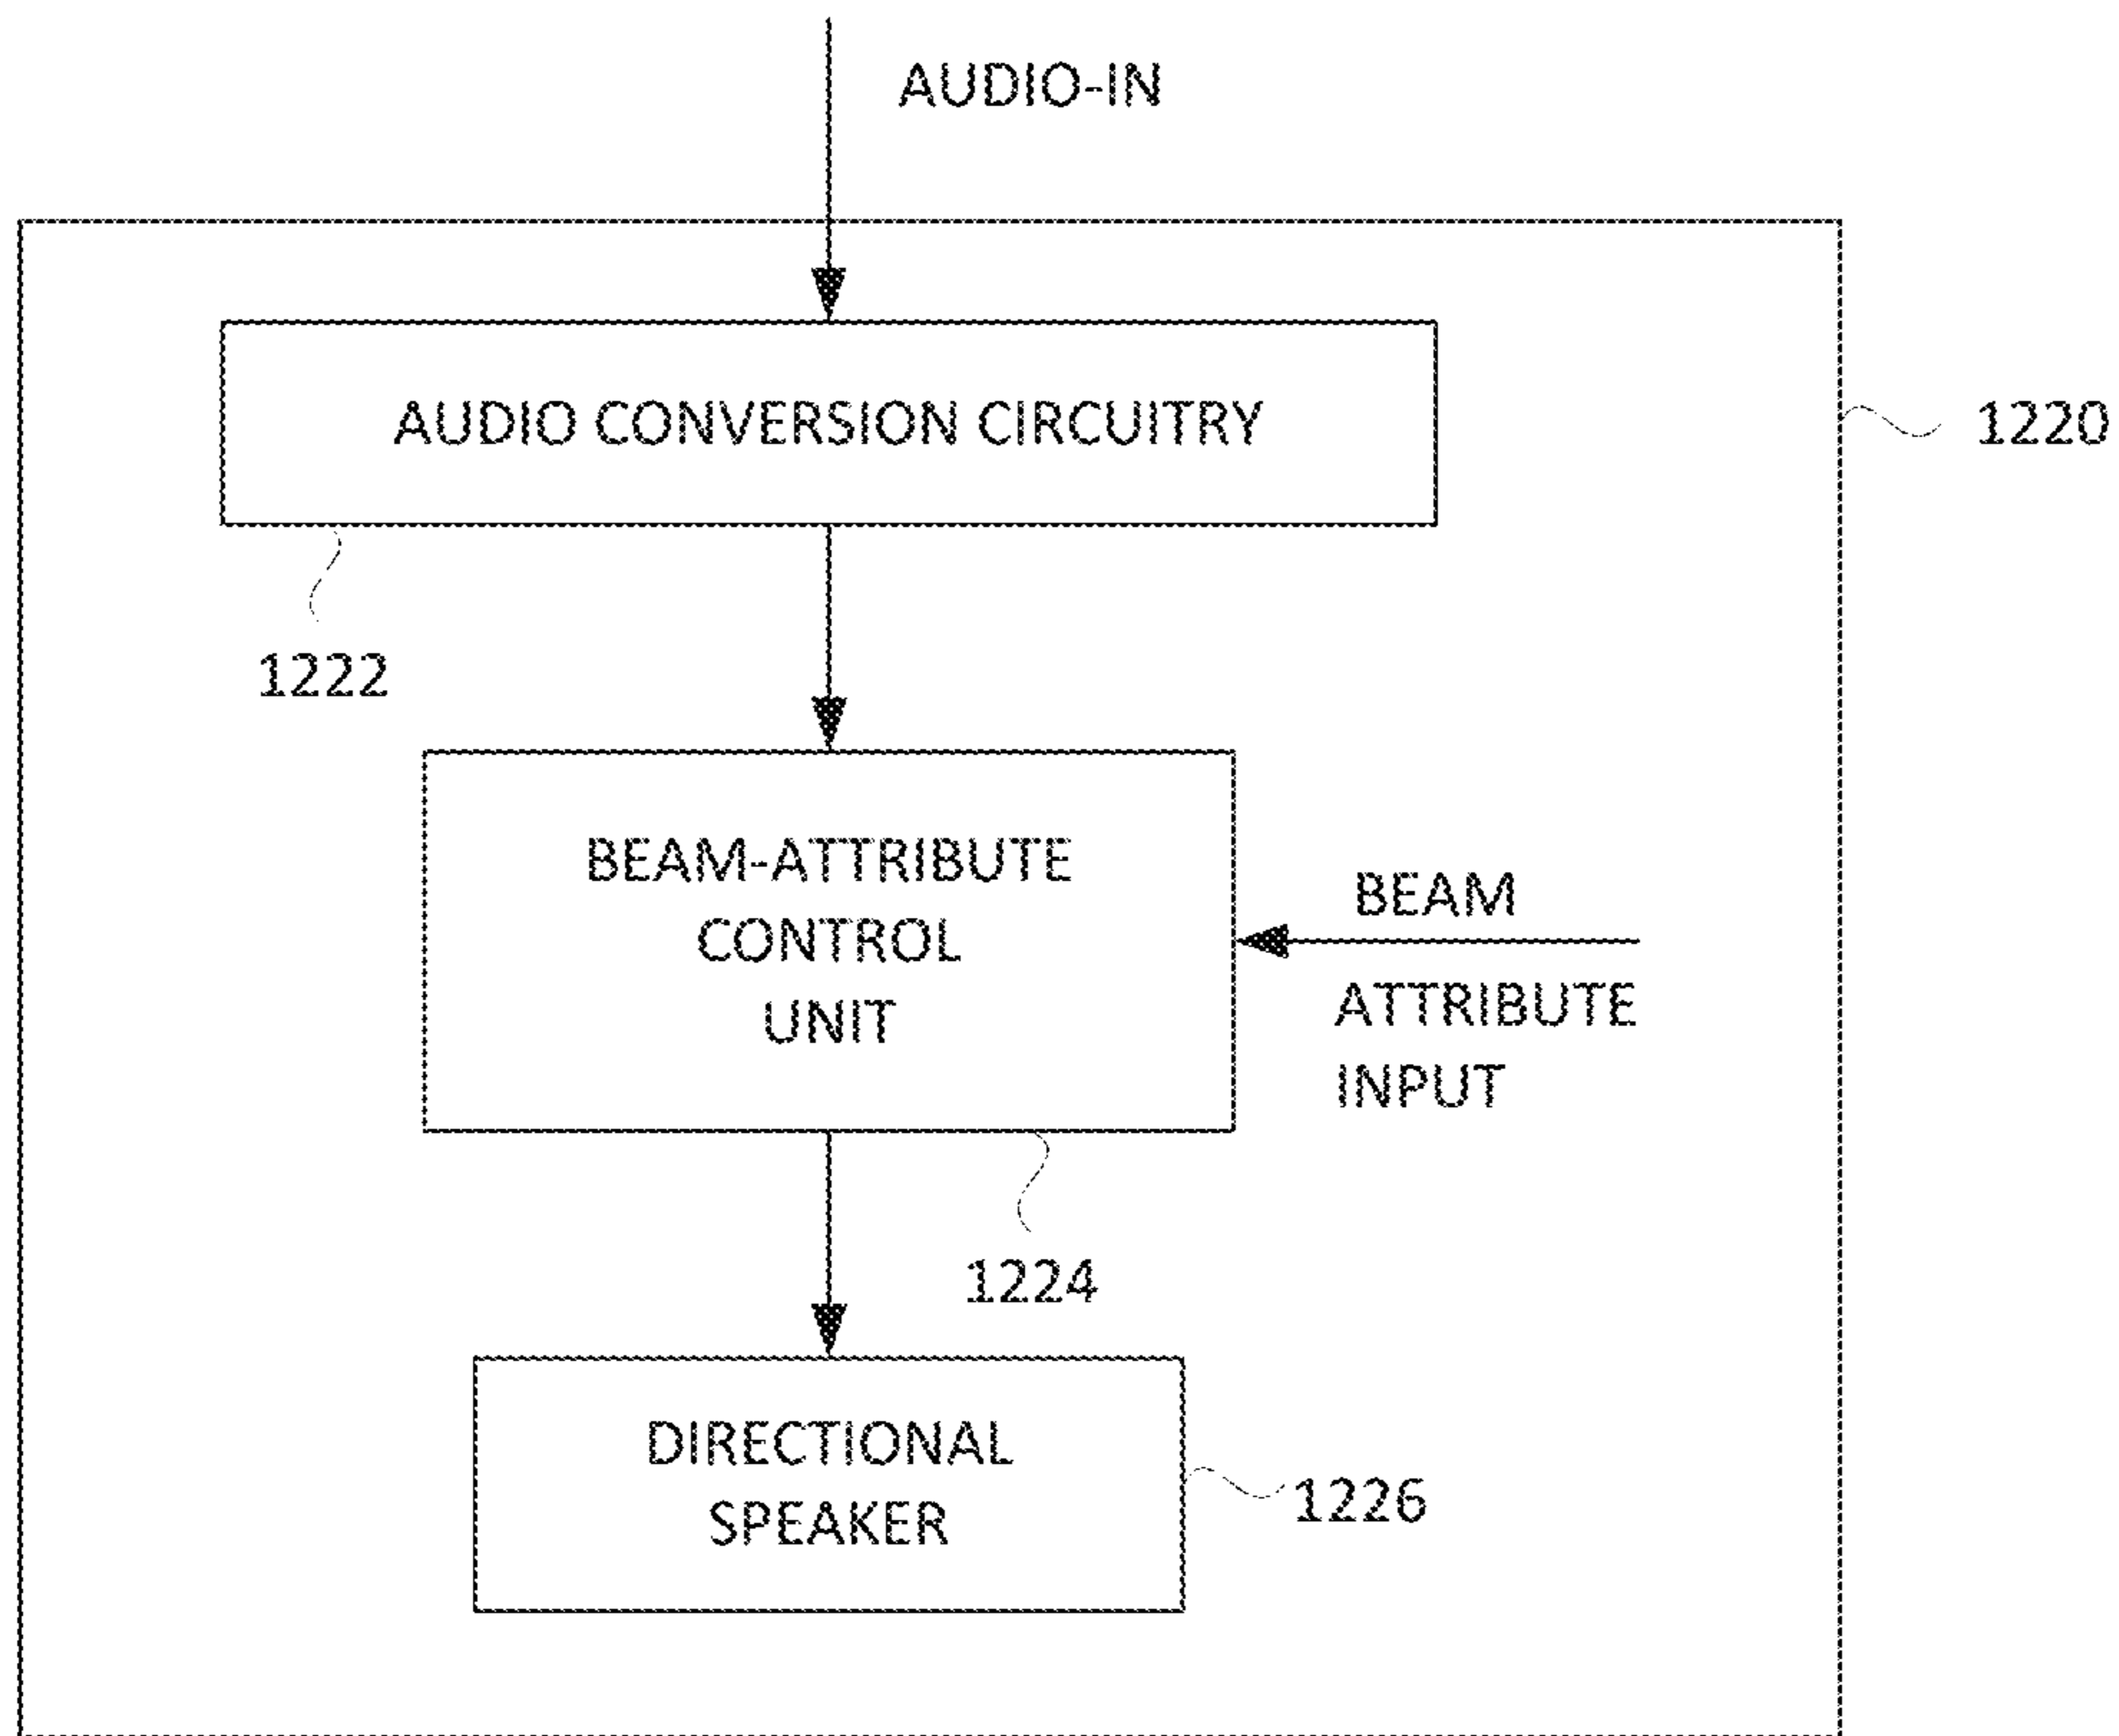 AUDIO-IN
AUDIO CONVERSION CIRCUITRY
1220
1222
BEAM-ATTRIBUTE
CONTROL
UNIT
BEAM
ATTRIBUTE
INPUT
1224
DIRECTIONAL
SPEAKER
1226